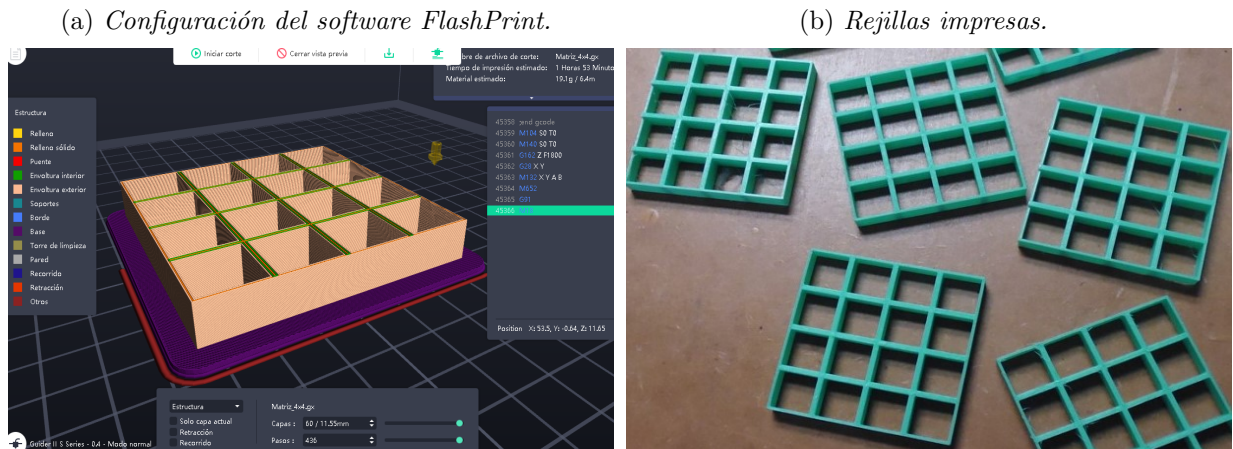 (a) Configuración del software FlashPrint.
(b) Rejillas impresas.
Iniciar corte
Cerrar vista previa
bre de archivo de corte: Matriz_4x4.gx
Tiempo de impresión estimado: 1 Horas 53 Minuto
Material estimado: 19.1g / 6.4m
Estructura
Relleno
Relleno sólido
Puente
Envoltura interior
Envoltura exterior
Soportes
Borde
Base
Torre de limpieza
Pared
Recorrido
Retracción
Otros
45358 ;end gcode
45359 M104 S0 T0
45360 M140 S0 T0
45361 G162 Z F1800
45362 G28 X Y
45363 M132 X Y A B
45364 M652
45365 G91
45366
Position X: 53.5, Y: -0.64, Z: 11.65
Estructura
Solo capa actual
Retracción
Recorrido
Matriz_4x4.gx
Capas : 60 / 11.55mm
Pasos : 436
Guider II S Series - 0.4 - Modo normal